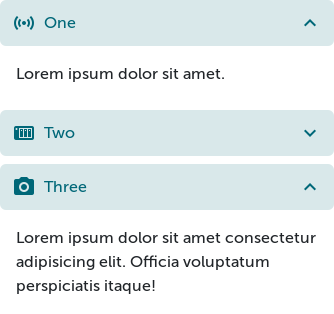 One
Lorem ipsum dolor sit amet.
Two
Three
Lorem ipsum dolor sit amet consectetur
adipisicing elit. Officia voluptatum
perspiciatis itaque!